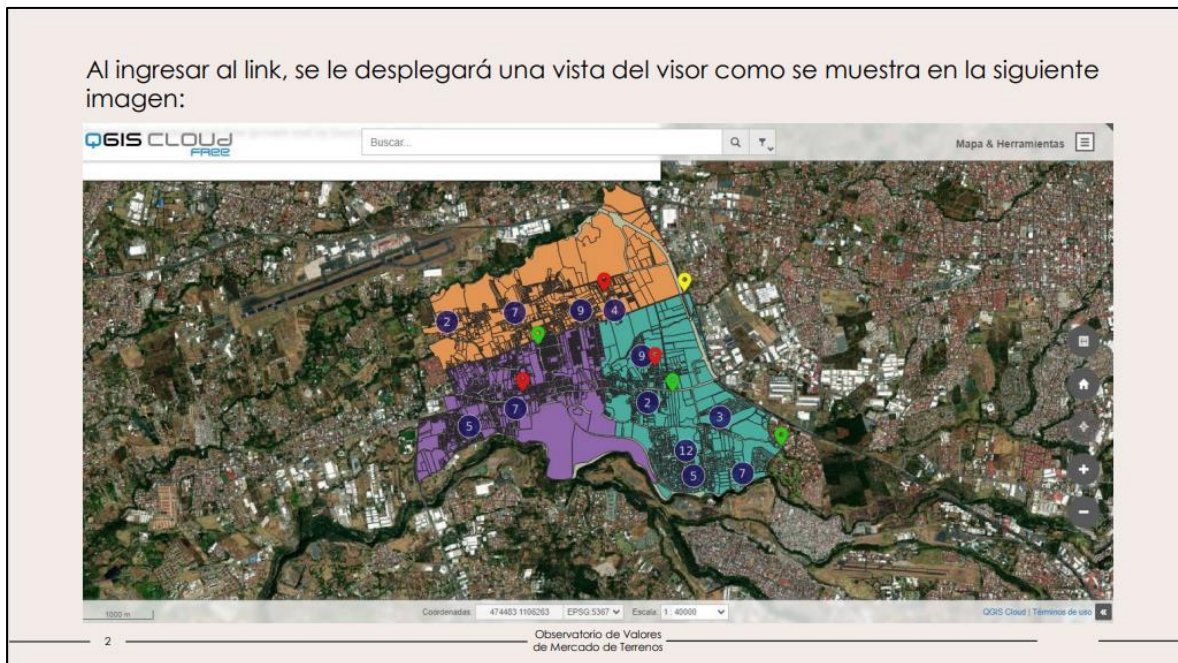 Al ingresar al link, se le desplegará una vista del visor como se muestra en la siguiente
imagen:
QGIS CLOUD
FREE
Buscar...
Mapa & Herramientas
2
7
9
4
9
2
3
7
5
12
5
7
1000 m
Coordenadas: 474483 1106263 EPSG:5367 Escala: 1 : 40000
QGIS Cloud | Términos de uso
2
Observatorio de Valores
de Mercado de Terrenos